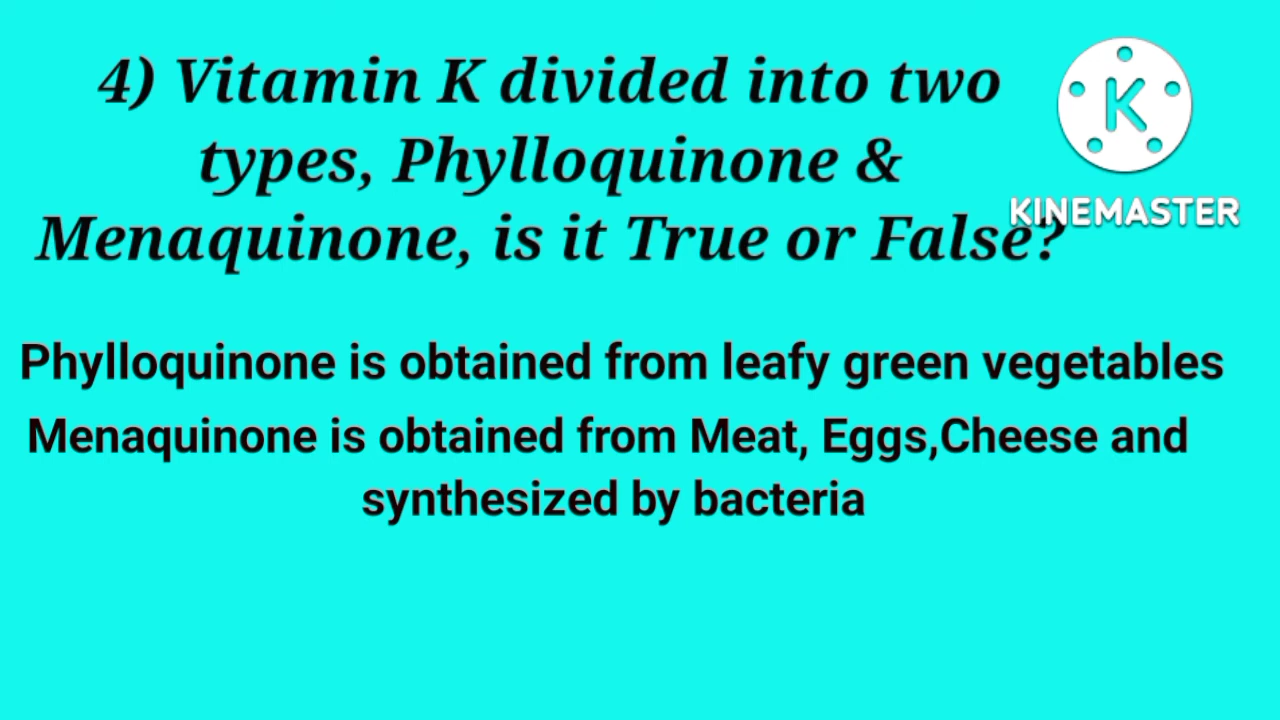 4) Vitamin K divided into two
types, Phylloquinone &
Menaquinone, is it True or False?
K
KINEMASTER
Phylloquinone is obtained from leafy green vegetables
Menaquinone is obtained from Meat, Eggs,Cheese and
synthesized by bacteria